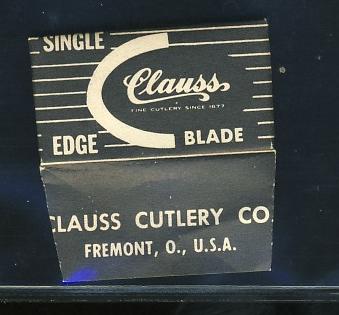 SINGLE
Clauss
FINE CUTLERY SINCE 1877
EDGE BLADE
CLAUSS CUTLERY CO
FREMONT, O., U.S.A.